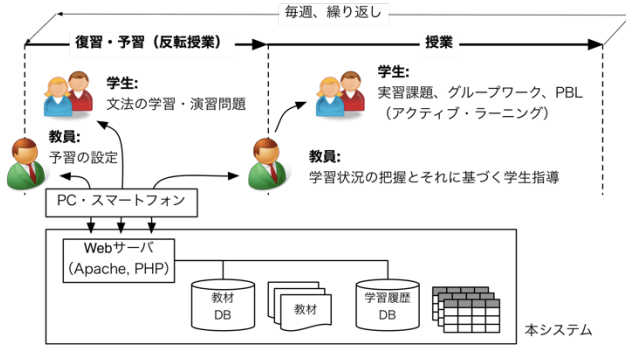 毎週、繰り返し
復習・予習（反転授業）
授業
学生:
文法の学習・演習問題
学生:
実習課題、グループワーク、PBL
（アクティブ・ラーニング）
教員:
予習の設定
教員:
学習状況の把握とそれに基づく学生指導
PC・スマートフォン
Webサーバ
（Apache, PHP）
教材
DB
教材
学習履歴
DB
本システム